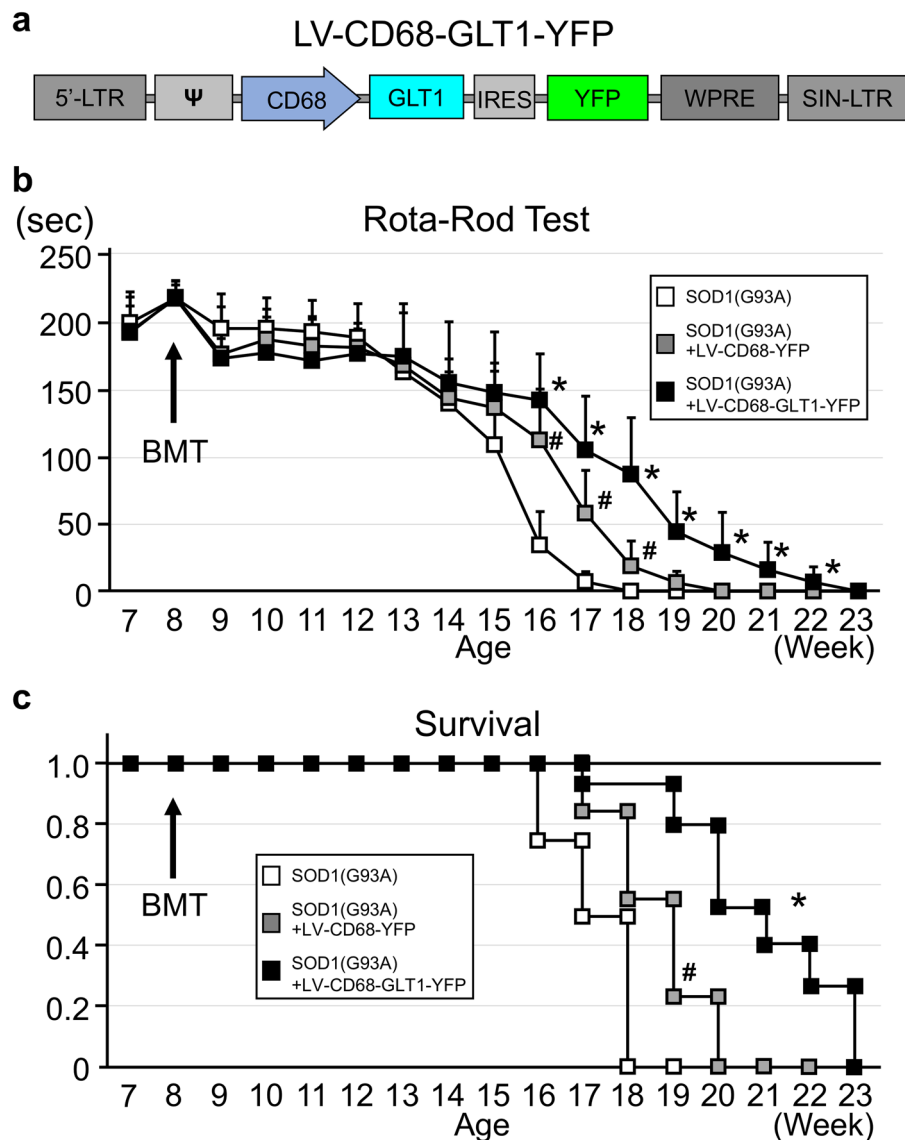 a
LV-CD68-GLT1-YFP
5’-LTR Ψ CD68 GLT1 IRES YFP WPRE SIN-LTR
b
(sec)
Rota-Rod Test
250
200
150
100
50
0
SOD1(G93A)
SOD1(G93A)
+LV-CD68-YFP
SOD1(G93A)
+LV-CD68-GLT1-YFP
BMT
* * * * * * *
# # #
7 8 9 10 11 12 13 14 15 16 17 18 19 20 21 22 23
Age (Week)
c
Survival
1.0
0.8
0.6
0.4
0.2
0
BMT
SOD1(G93A)
SOD1(G93A)
+LV-CD68-YFP
SOD1(G93A)
+LV-CD68-GLT1-YFP
*
#
7 8 9 10 11 12 13 14 15 16 17 18 19 20 21 22 23
Age (Week)